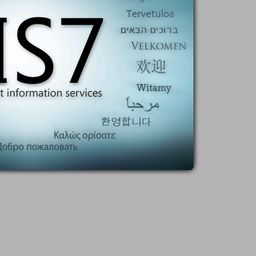 Tervetuloa
ברוכים הבאים
VELKOMEN
IS7
欢迎
Witamy
t information services
مرحباً
환영합니다
Καλώς ορίσατε
Добро пожаловать